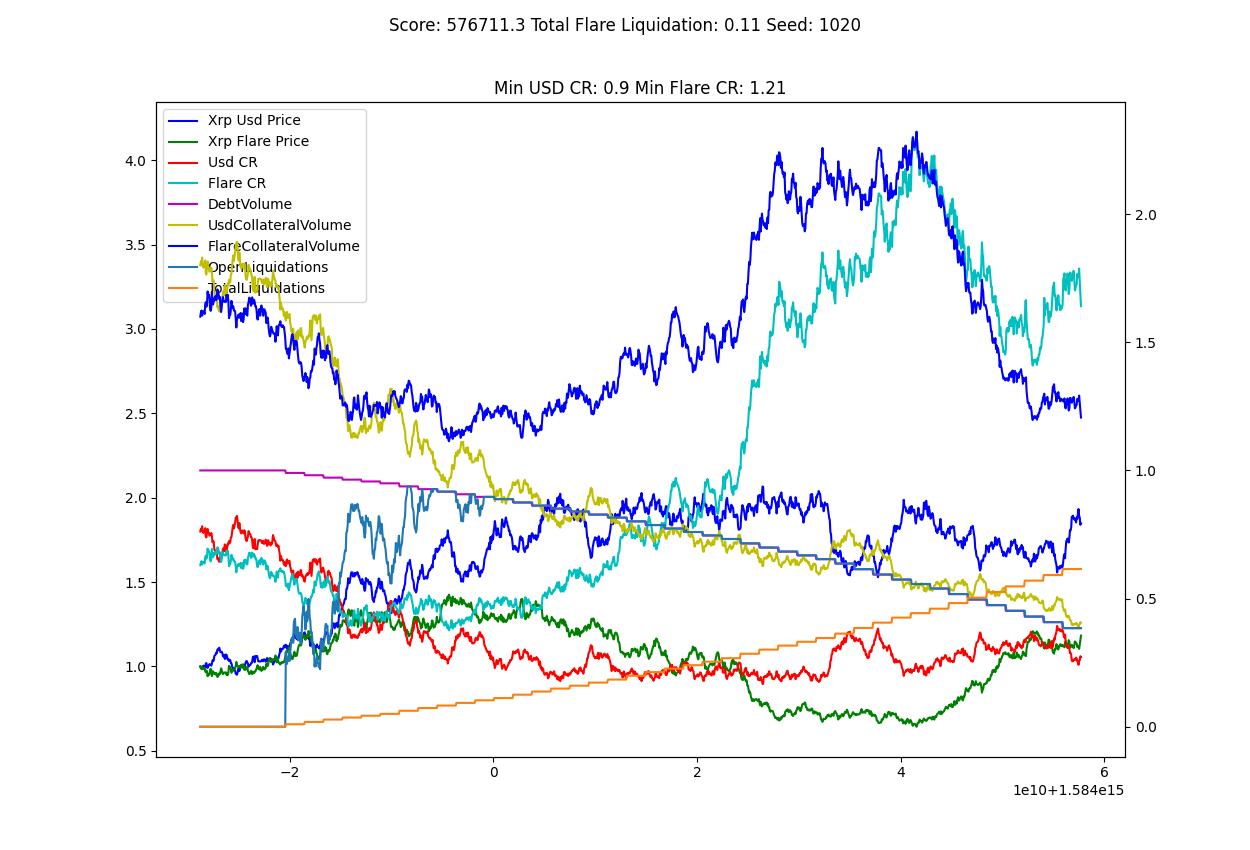 Score: 576711.3 Total Flare Liquidation: 0.11 Seed: 1020
Min USD CR: 0.9 Min Flare CR: 1.21
Xrp Usd Price
Xrp Flare Price
Usd CR
Flare CR
DebtVolume
UsdCollateralVolume
FlareCollateralVolume
OpenLiquidations
TotalLiquidations
4.0
3.5
3.0
2.5
2.0
1.5
1.0
0.5
2.0
1.5
1.0
0.5
0.0
−2 0 2 4 6
1e10+1.584e15